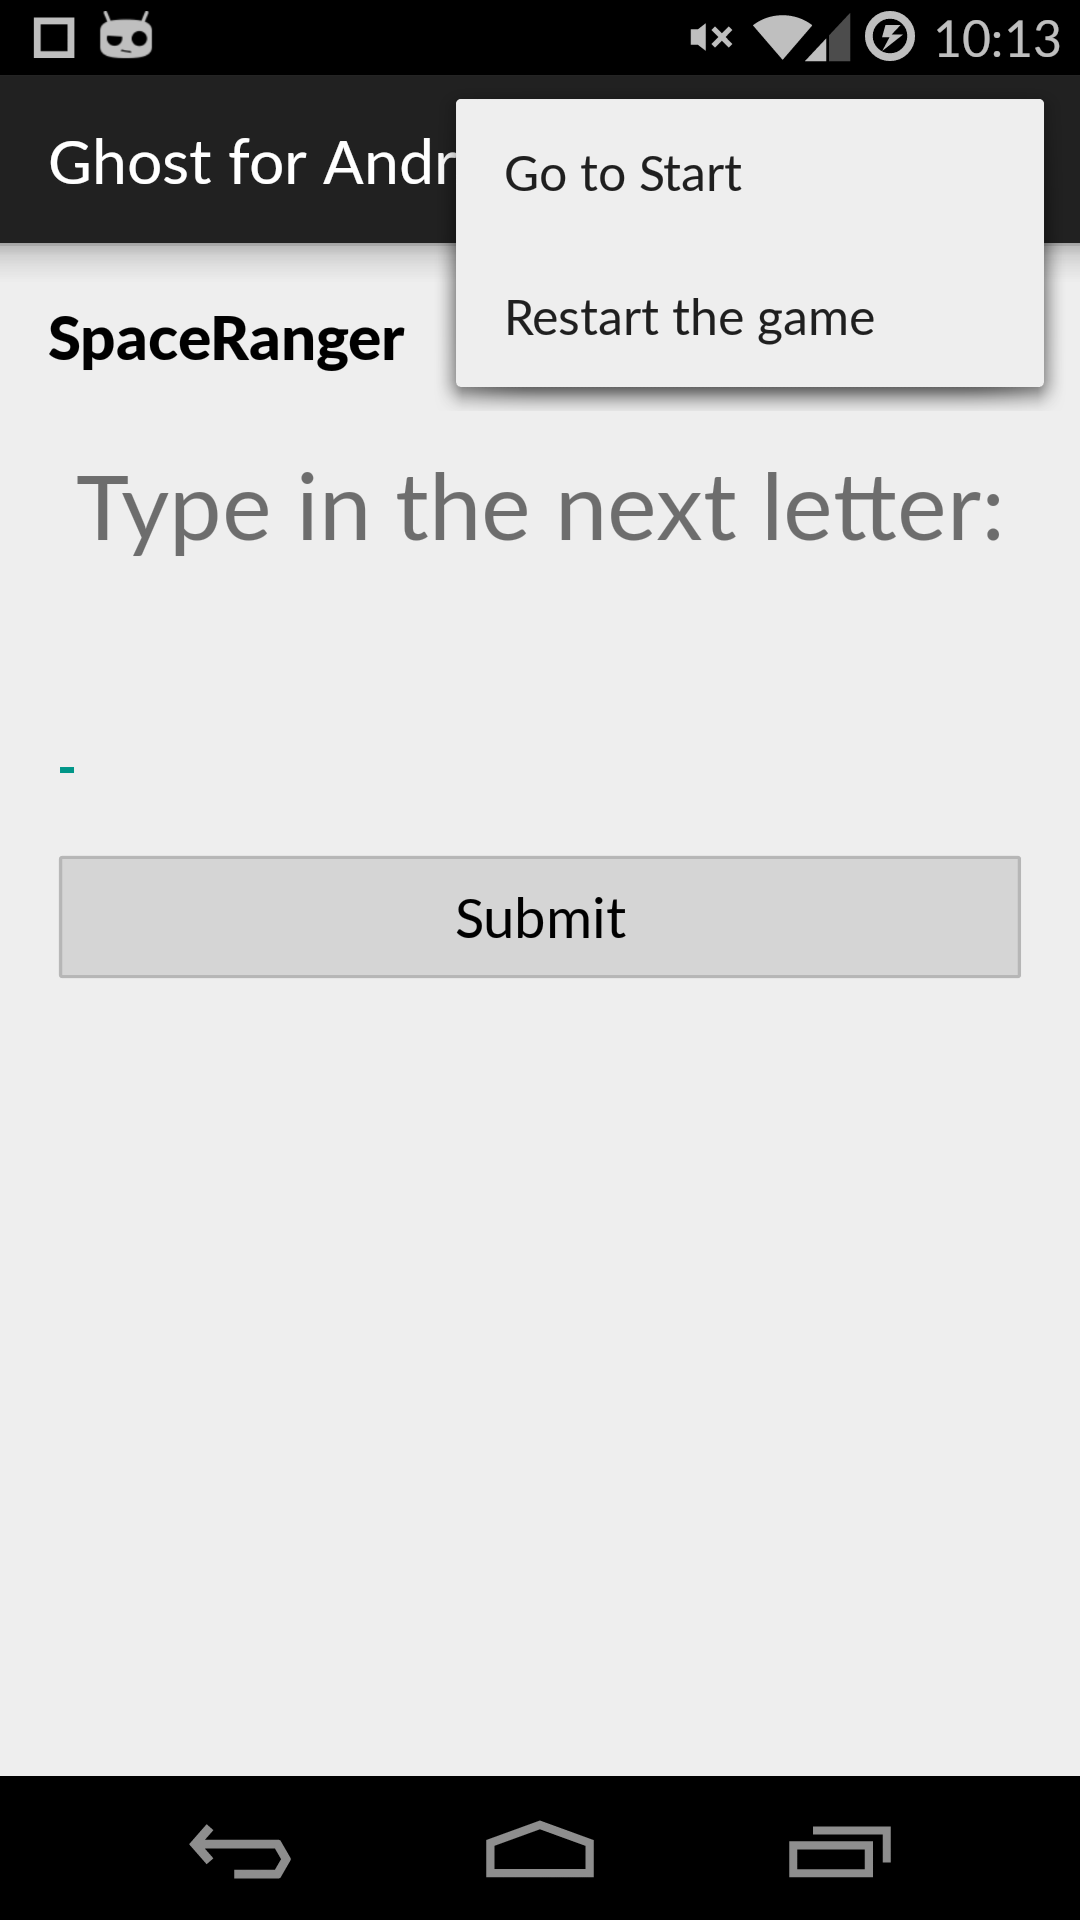 10:13
Ghost for Andr
Go to Start
Restart the game
SpaceRanger
Type in the next letter:
Submit